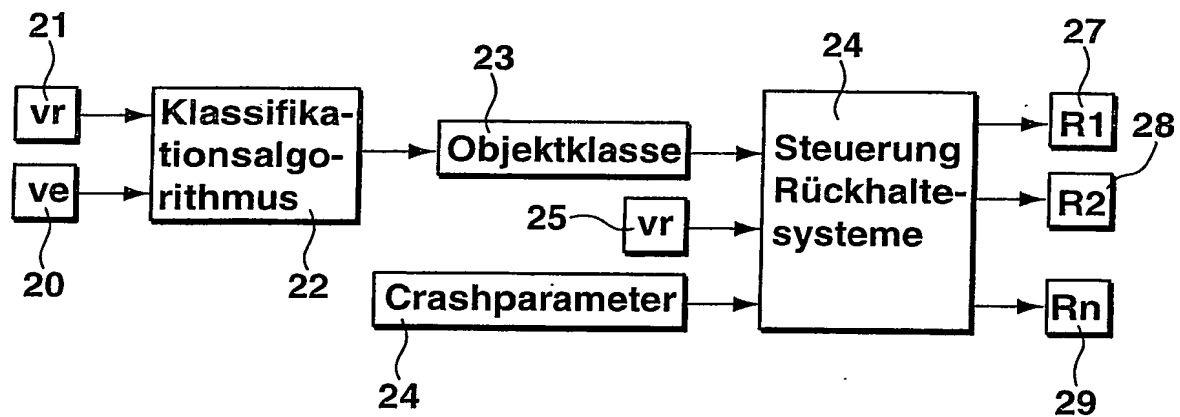 21
vr
ve
20
Klassifika-
tionsalgo-
rithmus
22
23
Objektklasse
25
vr
Crashparameter
24
24
Steuerung
Rückhalte-
systeme
27
R1
28
R2
Rn
29